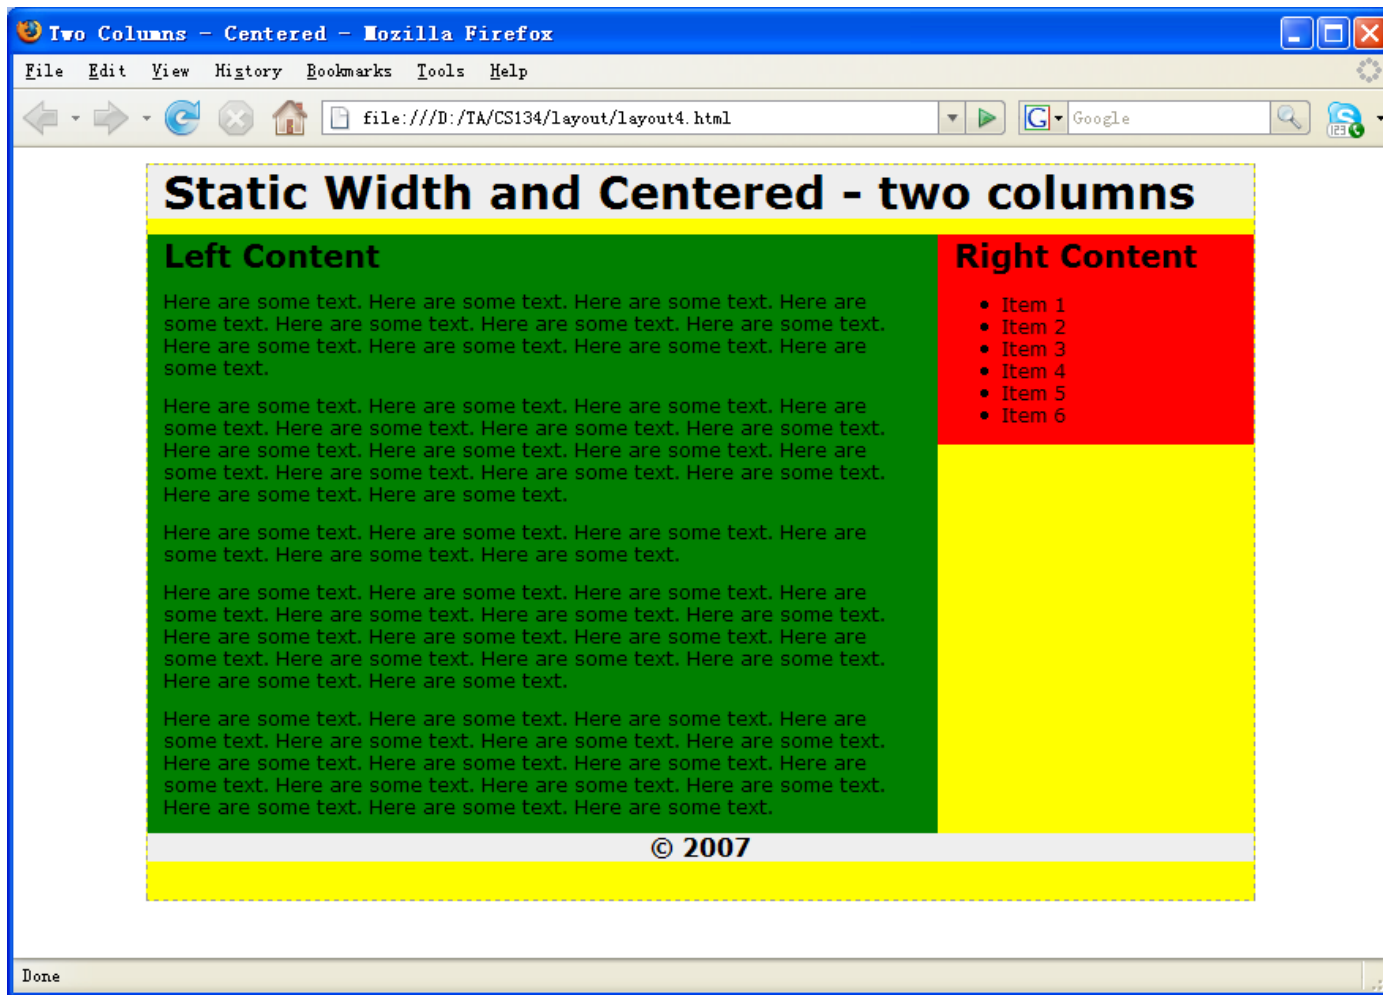 Two Columns - Centered - Mozilla Firefox
File Edit View History Bookmarks Tools Help
file:///D:/TA/CS134/layout/layout4.html
G
Google
123
Static Width and Centered - two columns
Left Content
Here are some text. Here are some text. Here are some text. Here are
some text. Here are some text. Here are some text. Here are some text.
Here are some text. Here are some text. Here are some text. Here are
some text.
Here are some text. Here are some text. Here are some text. Here are
some text. Here are some text. Here are some text. Here are some text.
Here are some text. Here are some text. Here are some text. Here are
some text. Here are some text. Here are some text. Here are some text.
Here are some text. Here are some text.
Here are some text. Here are some text. Here are some text. Here are
some text. Here are some text. Here are some text.
Here are some text. Here are some text. Here are some text. Here are
some text. Here are some text. Here are some text. Here are some text.
Here are some text. Here are some text. Here are some text. Here are
some text. Here are some text. Here are some text. Here are some text.
Here are some text. Here are some text.
Here are some text. Here are some text. Here are some text. Here are
some text. Here are some text. Here are some text. Here are some text.
Here are some text. Here are some text. Here are some text. Here are
some text. Here are some text. Here are some text. Here are some text.
Here are some text. Here are some text. Here are some text.
Right Content
• Item 1
• Item 2
• Item 3
• Item 4
• Item 5
• Item 6
© 2007
Done